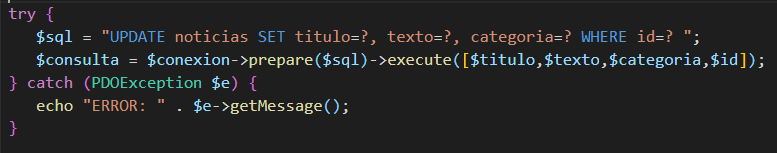 try {
$sql = "UPDATE noticias SET titulo=?, texto=?, categoria=? WHERE id=? ";
$consulta = $conexion->prepare($sql)->execute([$titulo,$texto,$categoria,$id]);
} catch (PDOException $e) {
echo "ERROR: " . $e->getMessage();
}